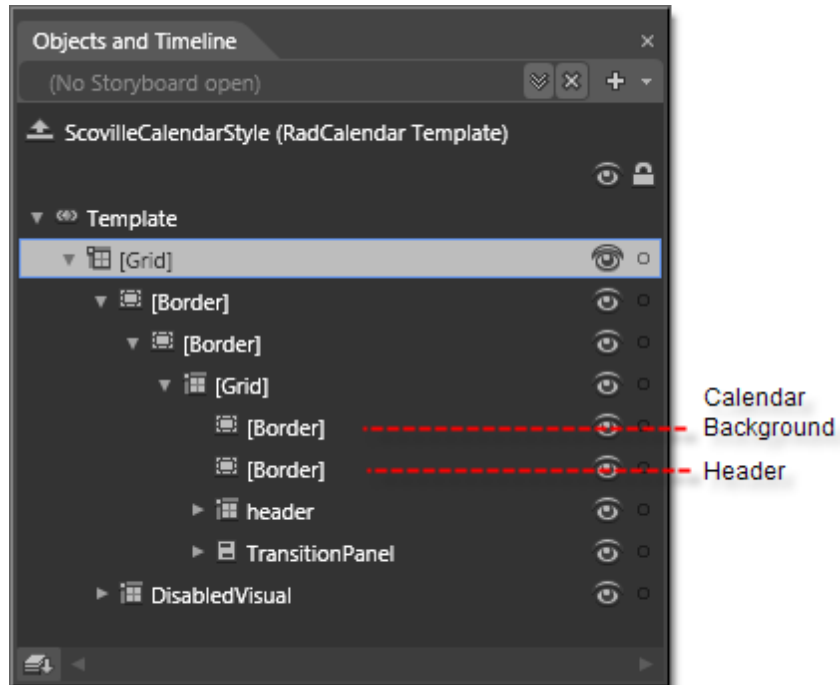 Objects and Timeline
(No Storyboard open)
ScovilleCalendarStyle (RadCalendar Template)
Template
[Grid]
[Border]
[Border]
[Grid]
[Border]
Calendar
Background
[Border]
Header
header
TransitionPanel
DisabledVisual